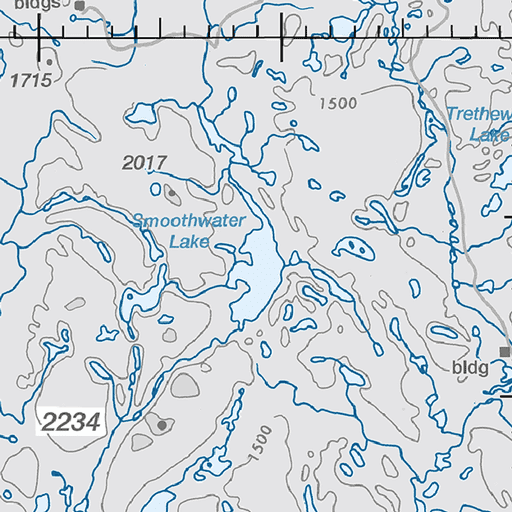 bldgs
1715
1500
Trethew
Lake
2017
Smoothwater
Lake
bldg
2234
1500